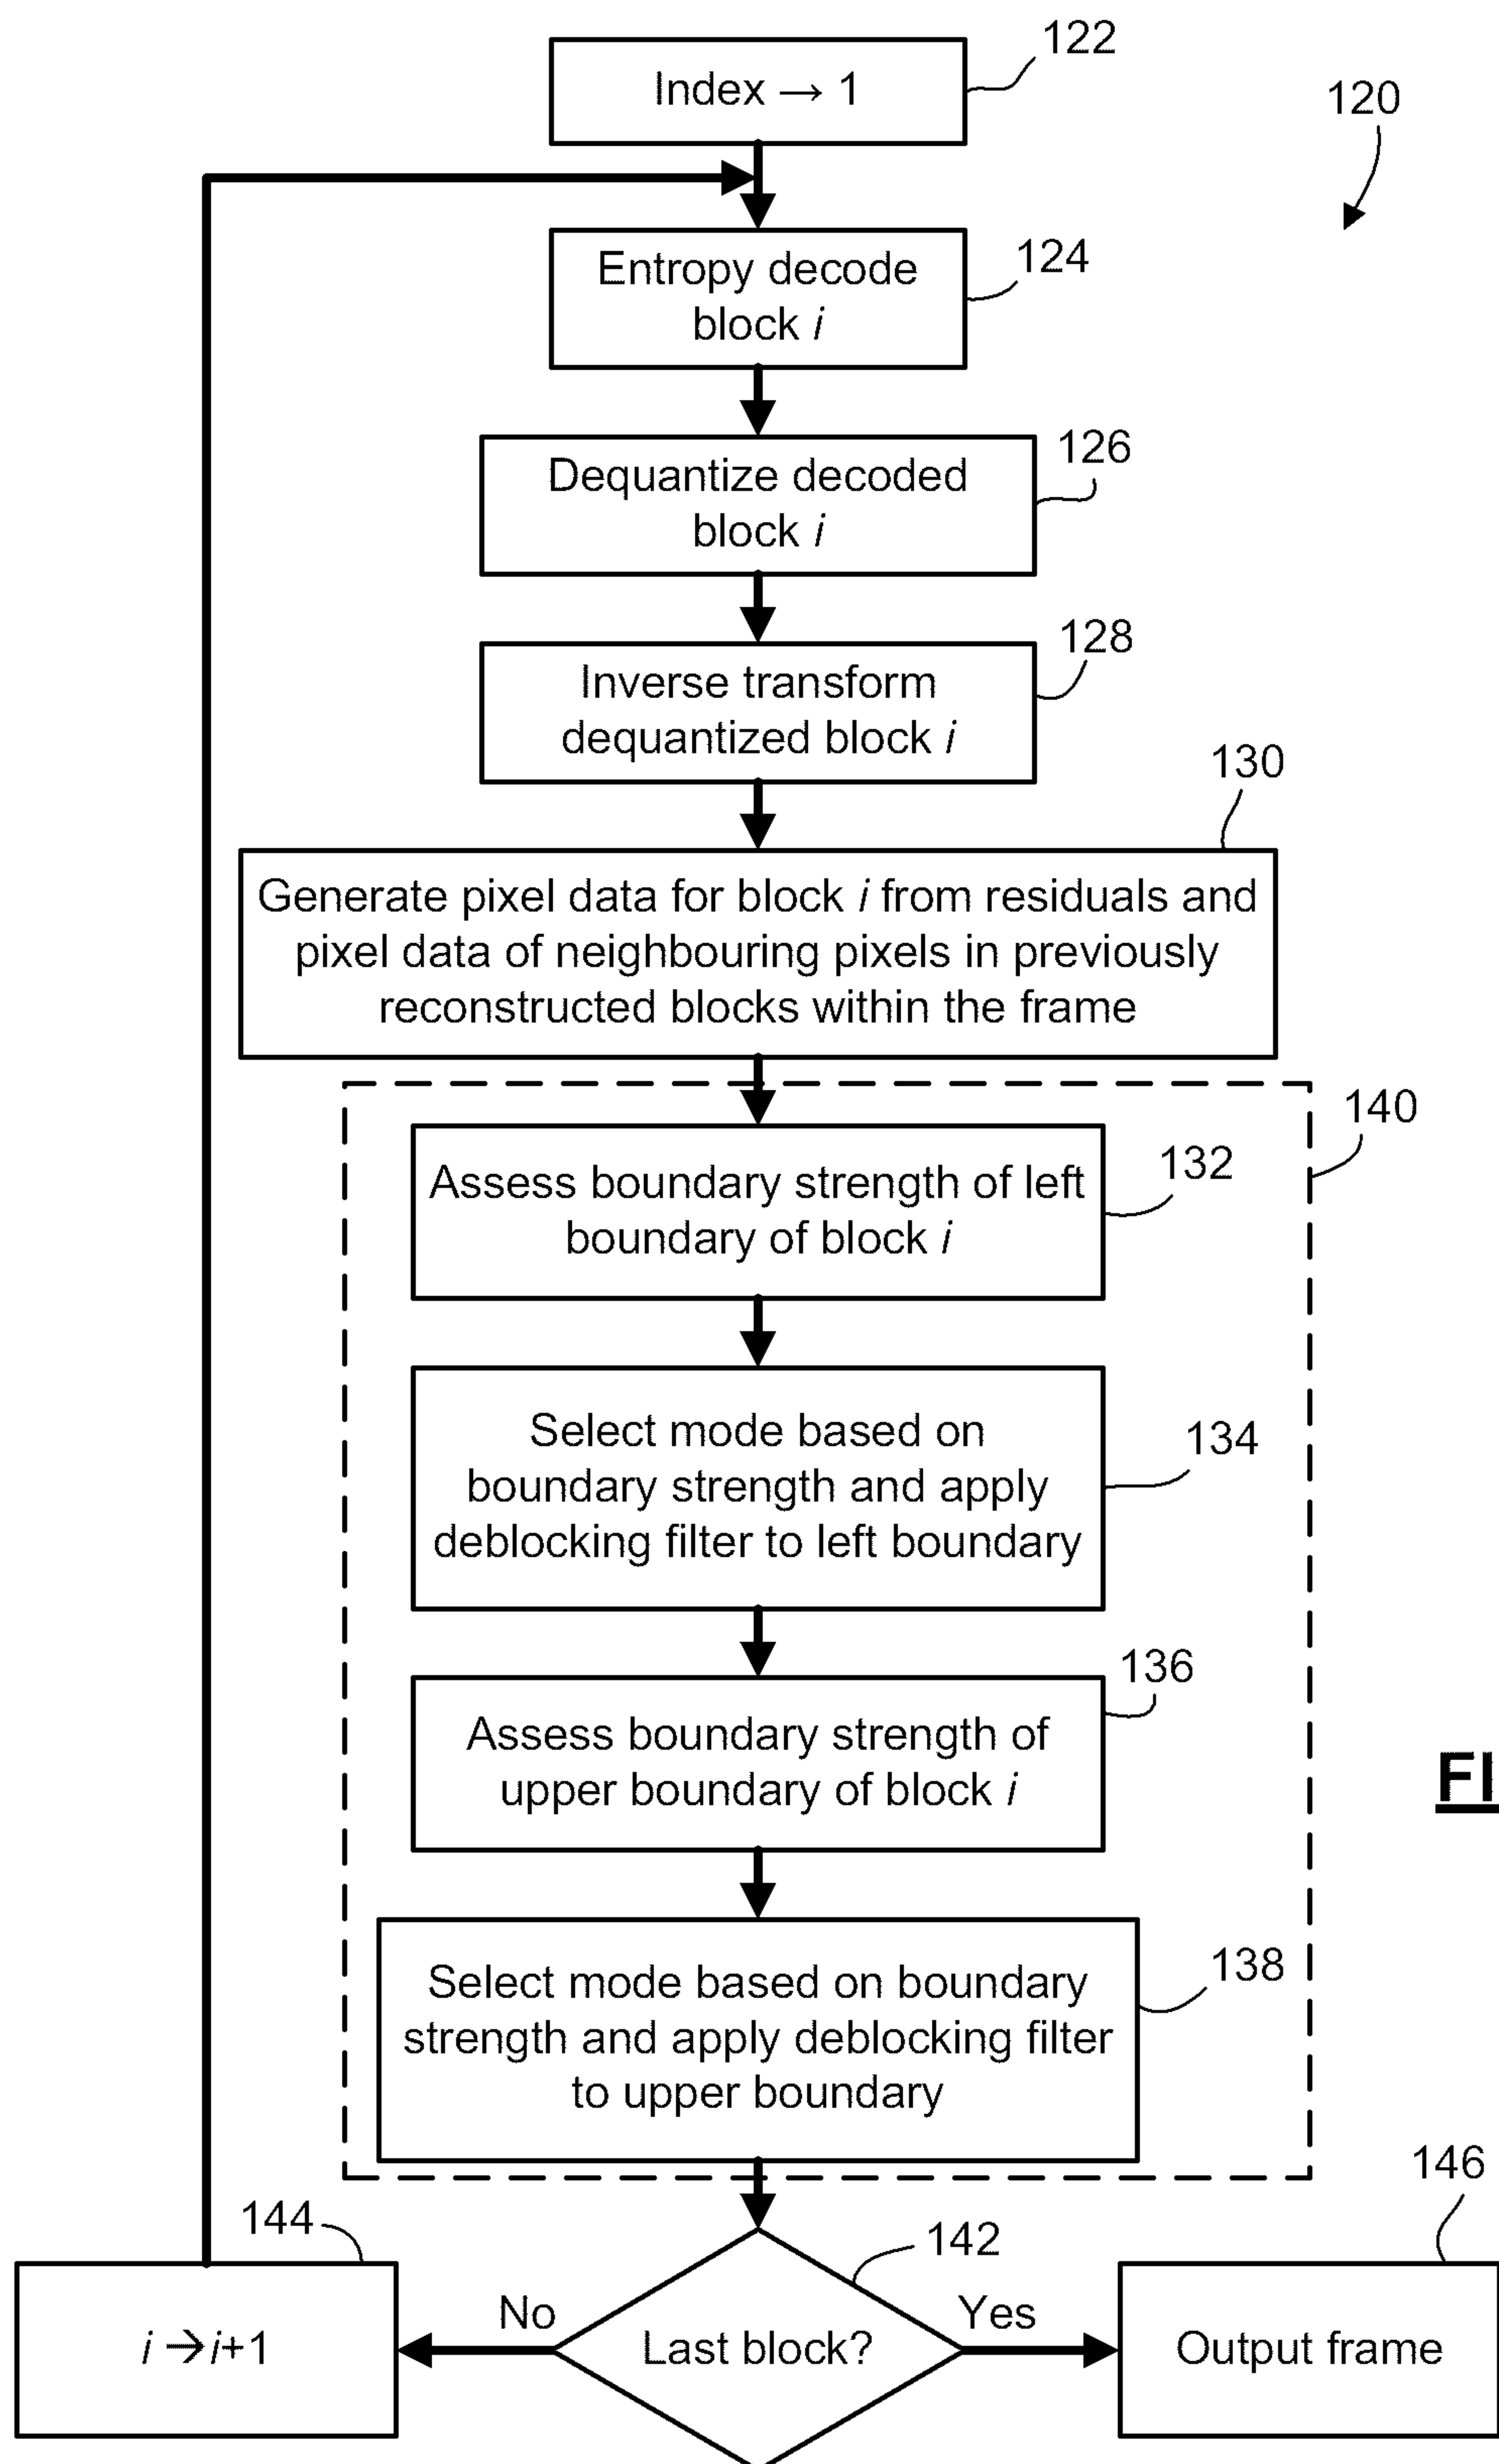 122
Index → 1
120
124
Entropy decode
block i
126
Dequantize decoded
block i
128
Inverse transform
dequantized block i
130
Generate pixel data for block i from residuals and
pixel data of neighbouring pixels in previously
reconstructed blocks within the frame
140
132
Assess boundary strength of left
boundary of block i
134
Select mode based on
boundary strength and apply
deblocking filter to left boundary
136
Assess boundary strength of
upper boundary of block i
FI
138
Select mode based on boundary
strength and apply deblocking filter
to upper boundary
146
144
142
No
Yes
i → i+1
Last block?
Output frame